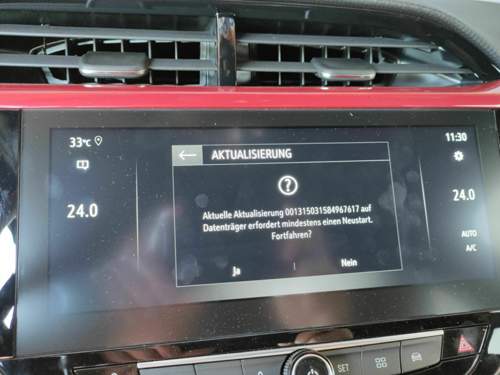 33°C
11:30
AKTUALISIERUNG
24.0
24.0
Aktuelle Aktualisierung 001315031584967617 auf
Datenträger erfordert mindestens einen Neustart.
Fortfahren?
Ja
Nein
AUTO
A/C
SET